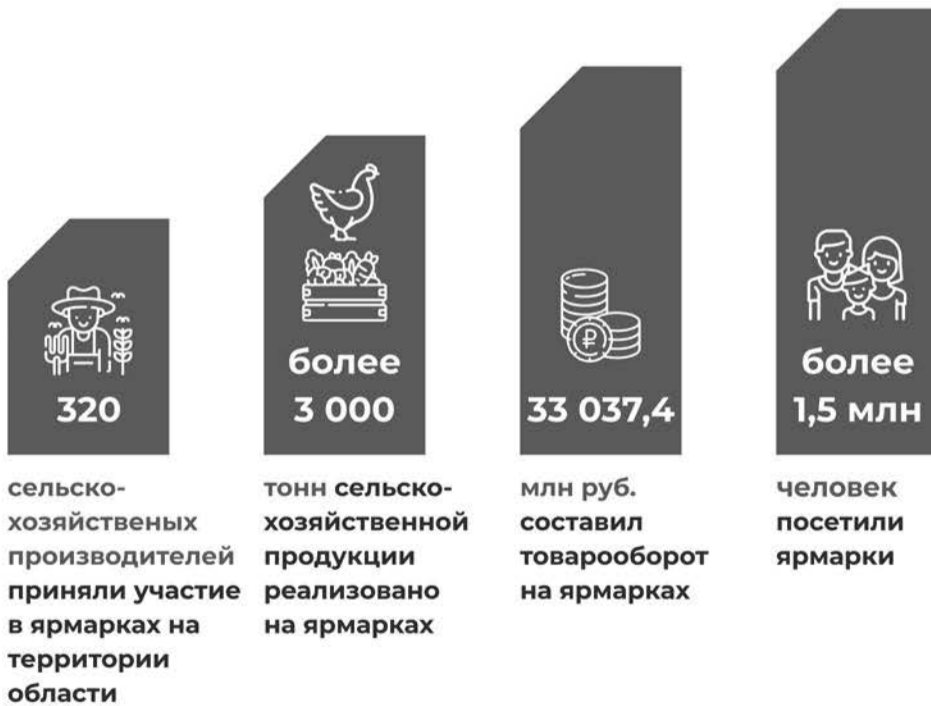 320
сельско-
хозяйственых
производителей
приняли участие
в ярмарках на
территории
области
более
3 000
тонн сельско-
хозяйственной
продукции
реализовано
на ярмарках
₽
33 037,4
млн руб.
составил
товарооборот
на ярмарках
более
1,5 млн
человек
посетили
ярмарки